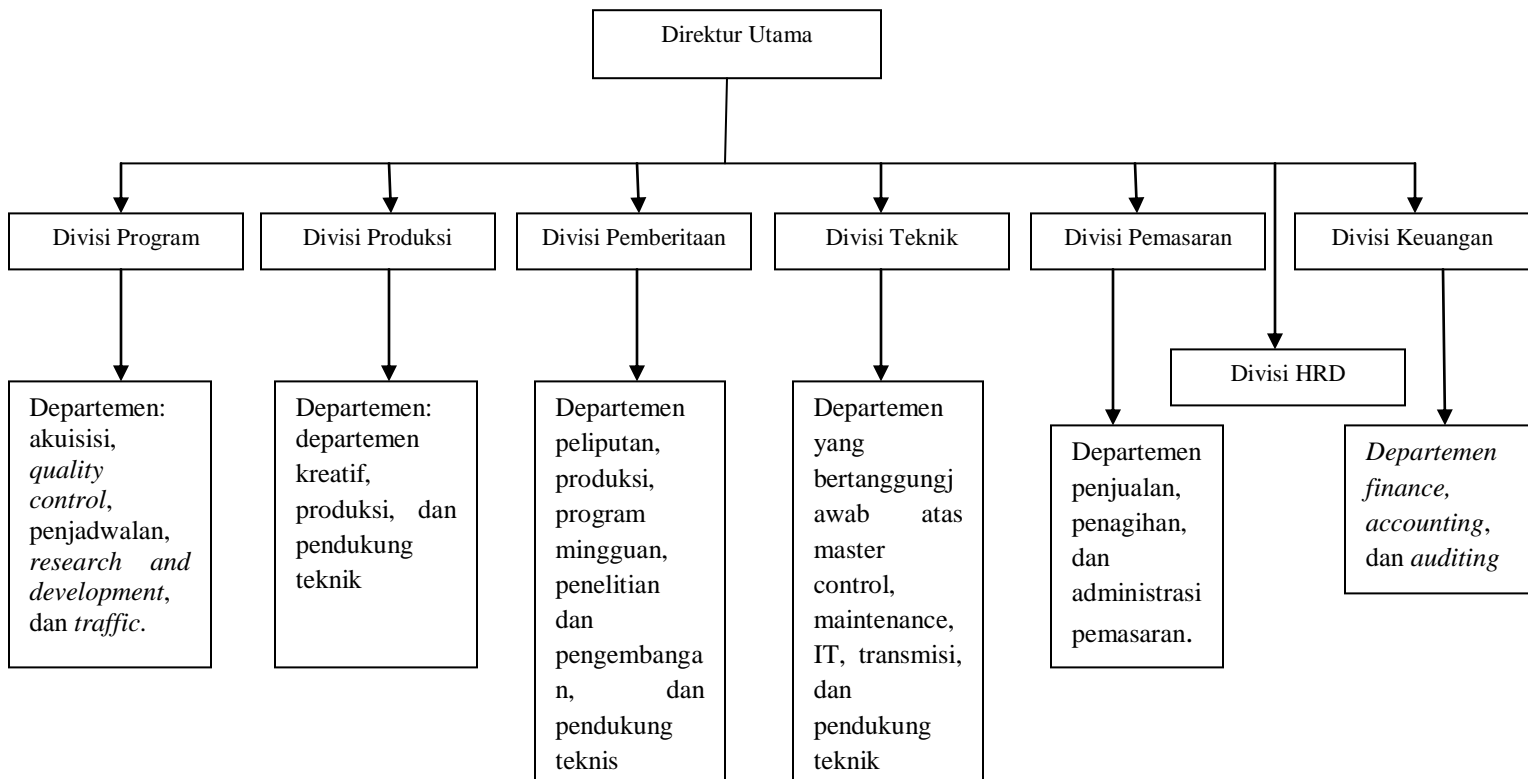 Direktur Utama
Divisi Program
Divisi Produksi
Divisi Pemberitaan
Divisi Teknik
Divisi Pemasaran
Divisi Keuangan
Divisi HRD
Departemen:
akuisisi,
quality
control,
penjadwalan,
research and
development,
dan traffic.
Departemen:
departemen
kreatif,
produksi, dan
pendukung
teknik
Departemen
peliputan,
produksi,
program
mingguan,
penelitian
dan
pengembanga
n, dan
pendukung
teknis
Departemen
yang
bertanggungj
awab atas
master
control,
maintenance,
IT, transmisi,
dan
pendukung
teknik
Departemen
penjualan,
penagihan,
dan
administrasi
pemasaran.
Departemen
finance,
accounting,
dan auditing